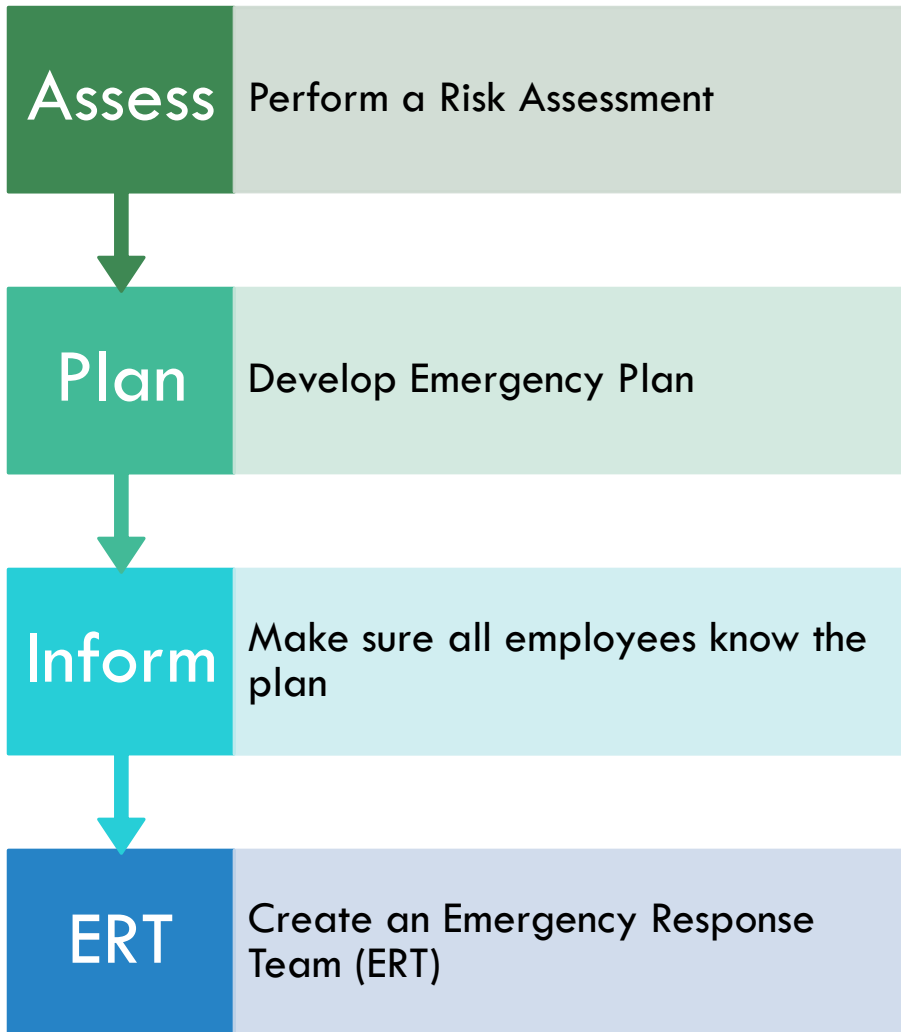 Assess
Perform a Risk Assessment
Plan
Develop Emergency Plan
Inform
Make sure all employees know the
plan
ERT
Create an Emergency Response
Team (ERT)